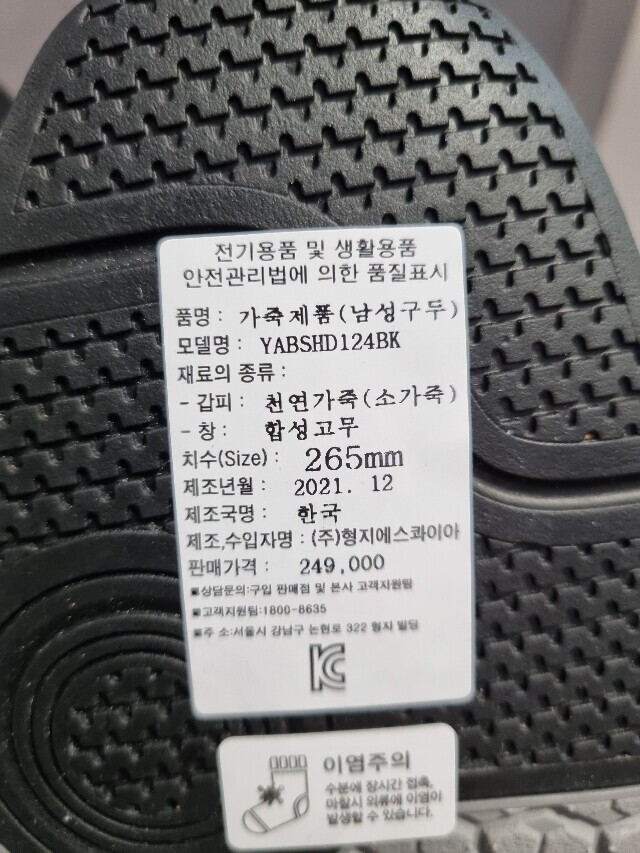 전기용품 및 생활용품
안전관리법에 의한 품질표시
품명 : 가죽제품(남성구두)
모델명 : YABSHD124BK
재료의 종류 :
- 갑피 : 천연가죽(소가죽)
- 창 : 합성고무
치수(Size) : 265mm
제조년월 : 2021. 12
제조국명 : 한국
제조,수입자명 : (주)형지에스콰이아
판매가격 : 249,000
■상담문의:구입 판매점 및 본사 고객지원팀
■고객지원팀:1800-8635
■주 소:서울시 강남구 논현로 322 형지 빌딩
KC
이염주의
수분에 장시간 접촉,
마찰시 의류에 이염이
발생할 수 있습니다.